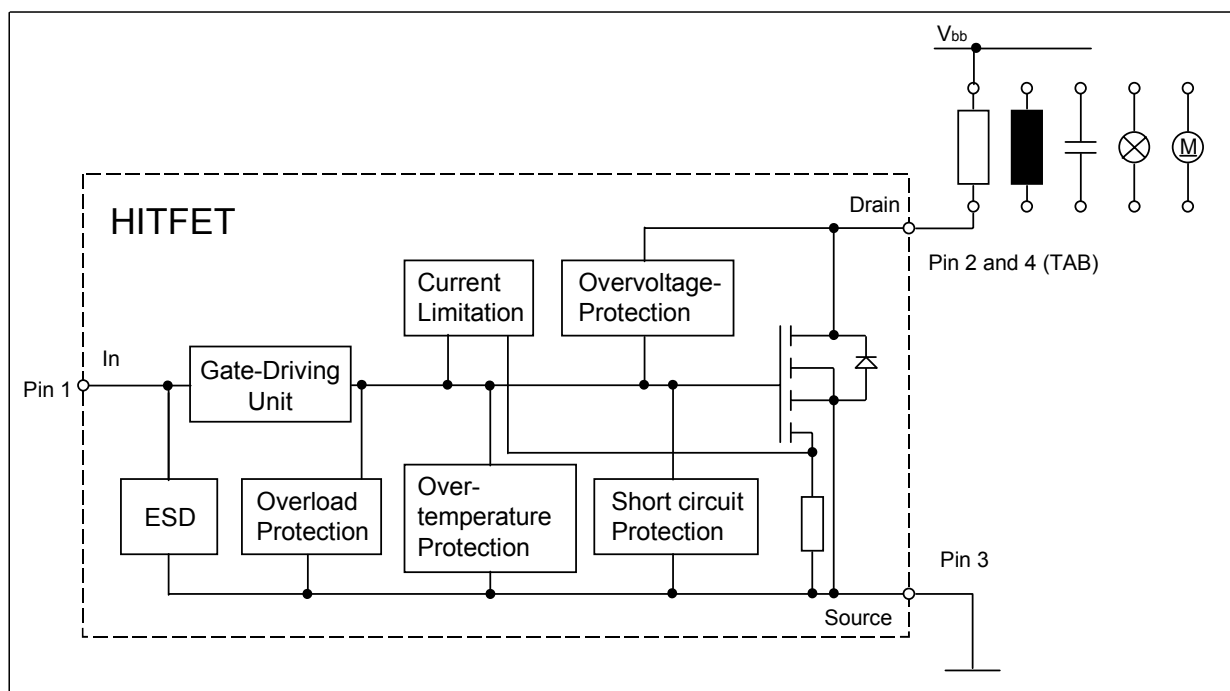 Vbb
HITFET
Drain
Pin 2 and 4 (TAB)
Current
Limitation
Overvoltage-
Protection
In
Pin 1
Gate-Driving
Unit
ESD
Overload
Protection
Over-
temperature
Protection
Short circuit
Protection
M
Pin 3
Source